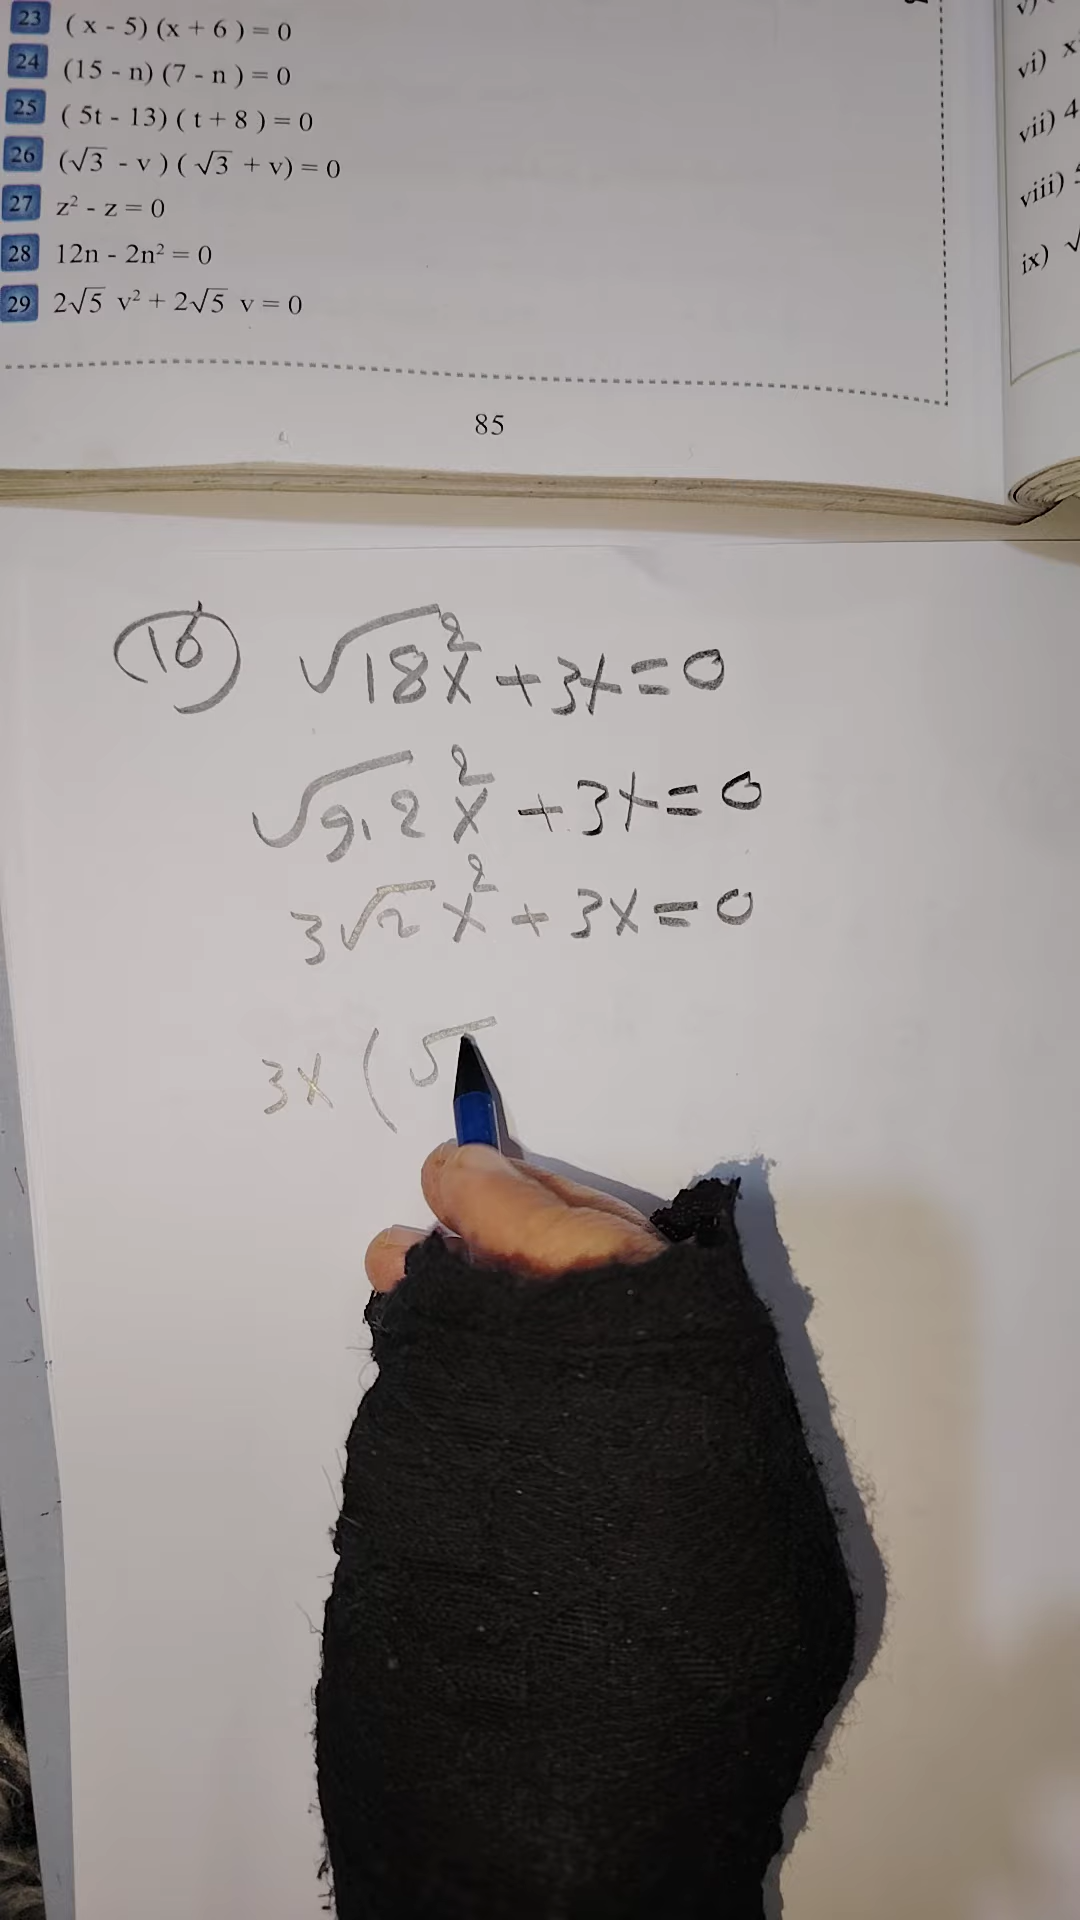 23 ( x - 5) (x + 6 ) = 0
24 (15 - n) (7 - n ) = 0
25 ( 5t - 13) ( t + 8 ) = 0
26 (√3 - v ) ( √3 + v) = 0
27 z² - z = 0
28 12n - 2n² = 0
29 2√5 v² + 2√5 v = 0
85
vi) x
vii) 4
viii)
ix) √
16 √18x² + 3x = 0
√9.2 x² + 3x = 0
3√2 x² + 3x = 0
3x ( √